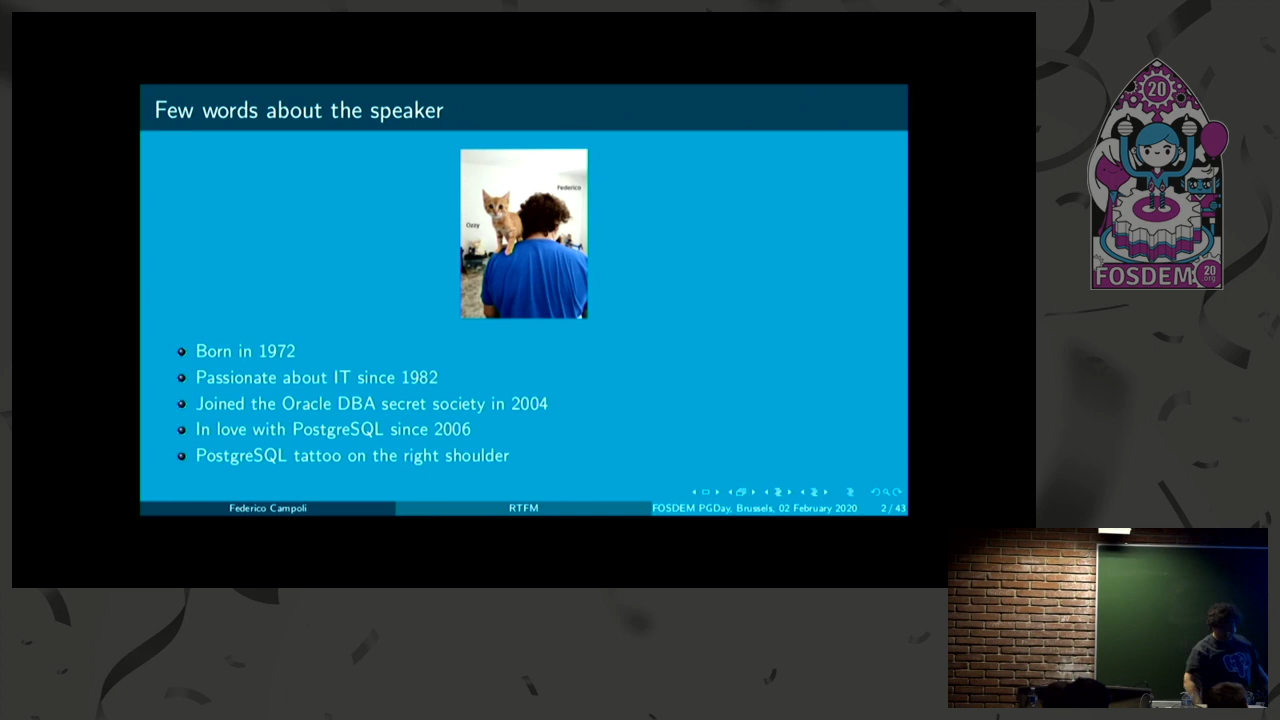 Few words about the speaker
Federico
Ozzy
Born in 1972
Passionate about IT since 1982
Joined the Oracle DBA secret society in 2004
In love with PostgreSQL since 2006
PostgreSQL tattoo on the right shoulder
Federico Campoli
RTFM
FOSDEM PGDay, Brussels, 02 February 2020
2 / 43
20
FOSDEM
20
.org